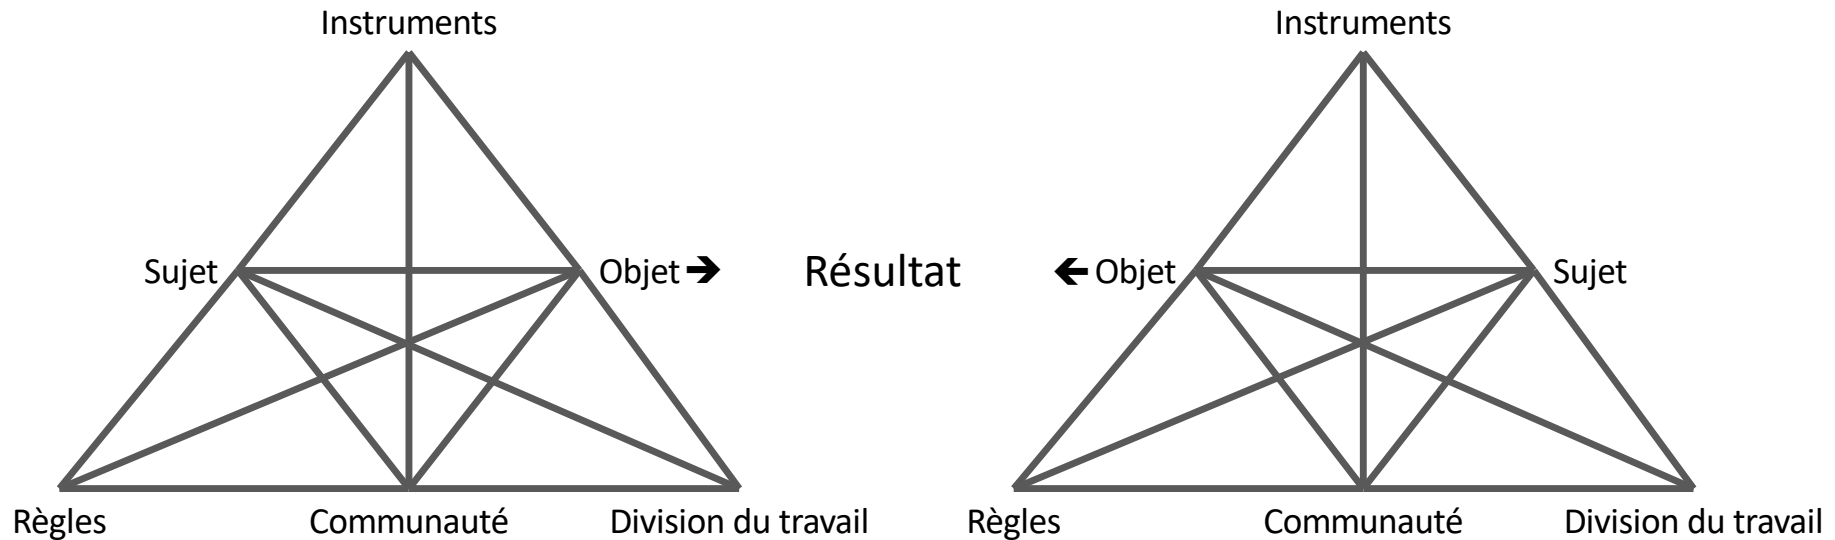 Instruments
Instruments
Sujet
Objet
Résultat
Objet
Sujet
Règles
Communauté
Division du travail
Règles
Communauté
Division du travail